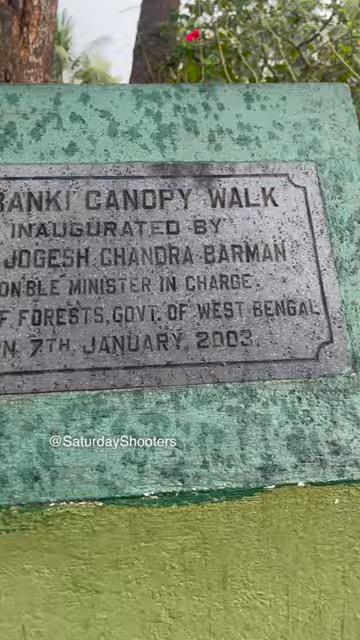 RANKI CANOPY WALK
INAUGURATED BY
JOGESH CHANDRA BARMAN
ON'BLE MINISTER IN CHARGE,
F FORESTS, GOVT. OF WEST BENGAL
N 7TH. JANUARY, 2003.
@SaturdayShooters